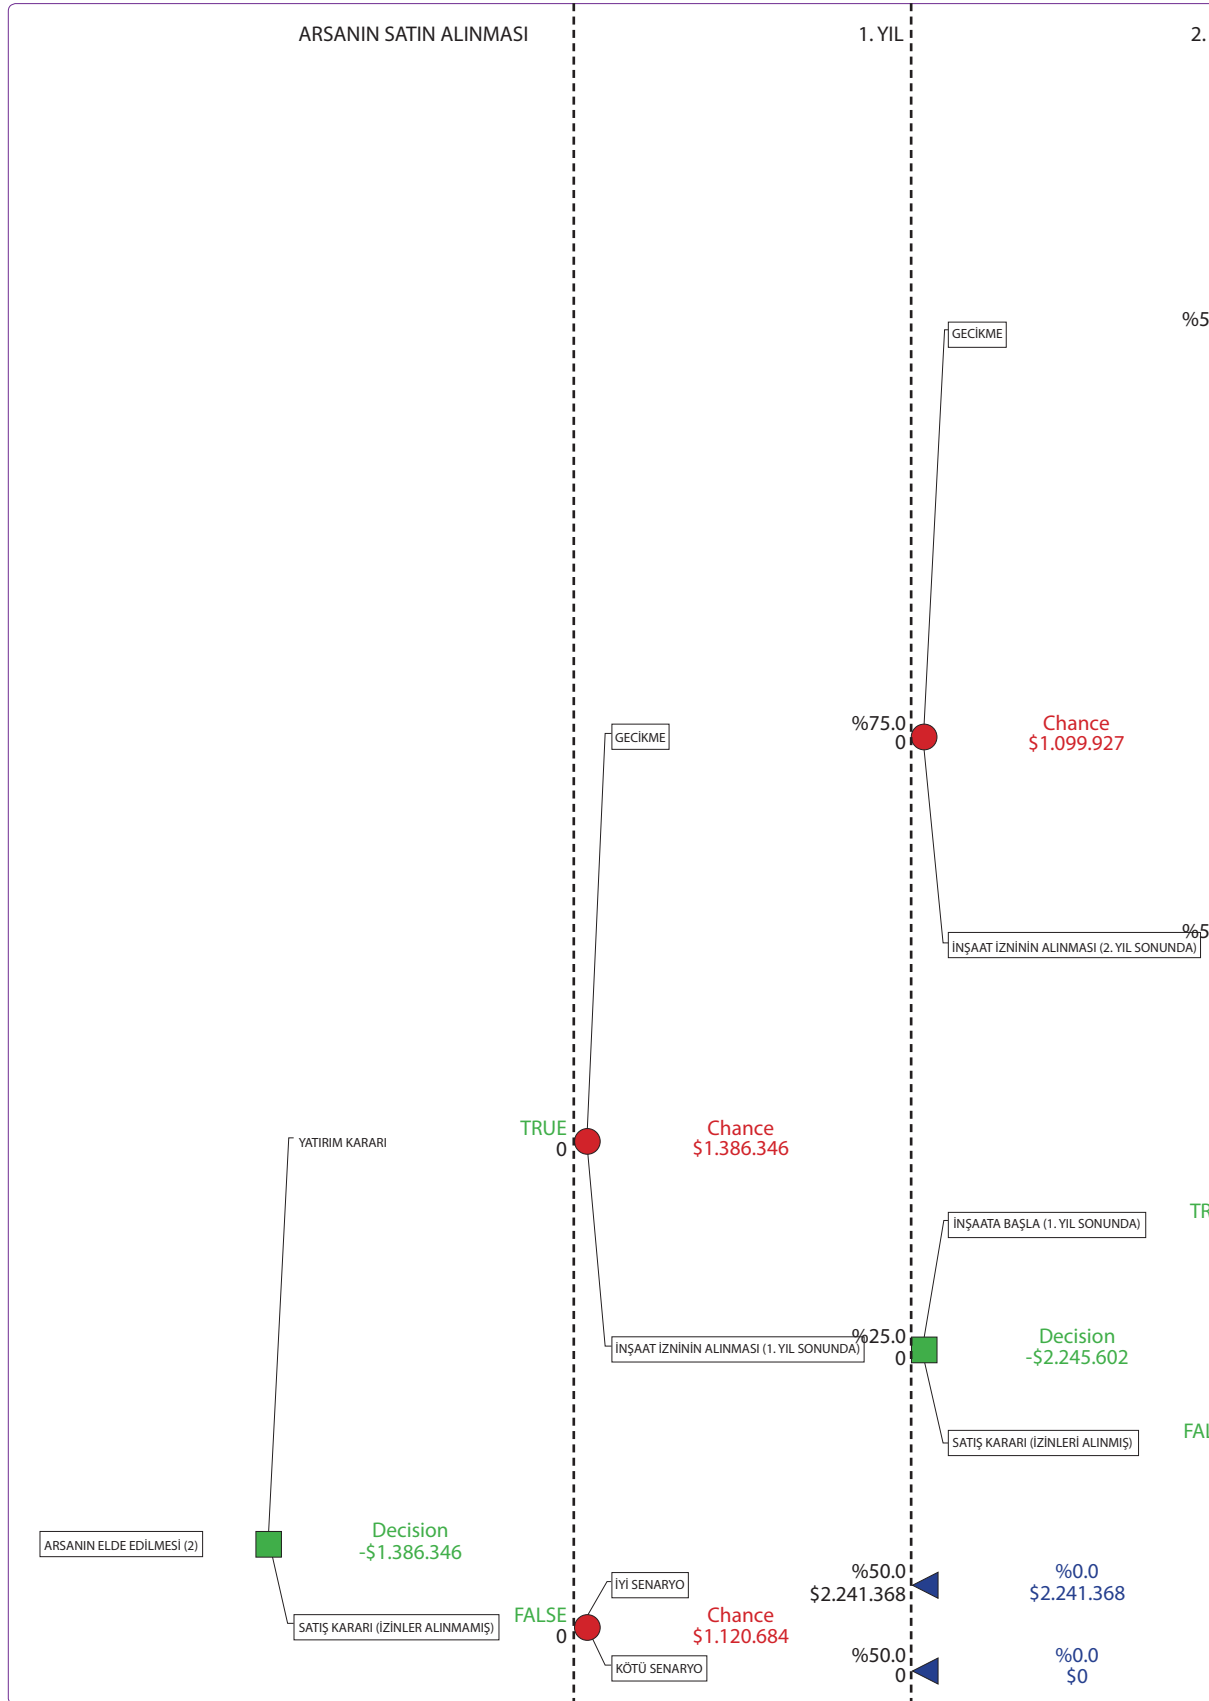 ARSANIN SATIN ALINMASI
1. YIL
2.
%5
GECİKME
%75.0
0
Chance
$1.099.927
GECİKME
%5
İNŞAAT İZNİNİN ALINMASI (2. YIL SONUNDA)
TRUE
0
Chance
$1.386.346
YATIRIM KARARI
TR
İNŞAATA BAŞLA (1. YIL SONUNDA)
%25.0
0
İNŞAAT İZNİNİN ALINMASI (1. YIL SONUNDA)
Decision
-$2.245.602
FAL
SATIŞ KARARI (İZİNLERİ ALINMIŞ)
ARSANIN ELDE EDİLMESİ (2)
Decision
-$1.386.346
İYİ SENARYO
%50.0
$2.241.368
%0.0
$2.241.368
SATIŞ KARARI (İZİNLER ALINMAMIŞ)
FALSE
0
Chance
$1.120.684
KÖTÜ SENARYO
%50.0
0
%0.0
$0